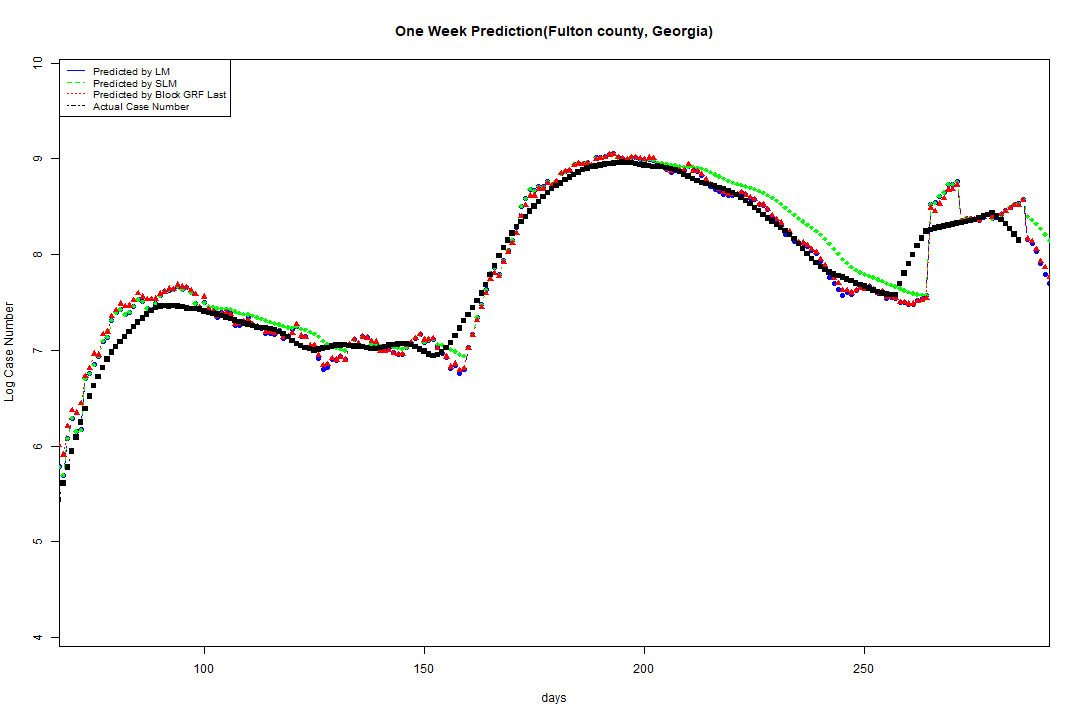 One Week Prediction(Fulton county, Georgia)
Predicted by LM
Predicted by SLM
Predicted by Block GRF Last
Actual Case Number
10
9
8
7
6
5
4
Log Case Number
100 150 200 250
days